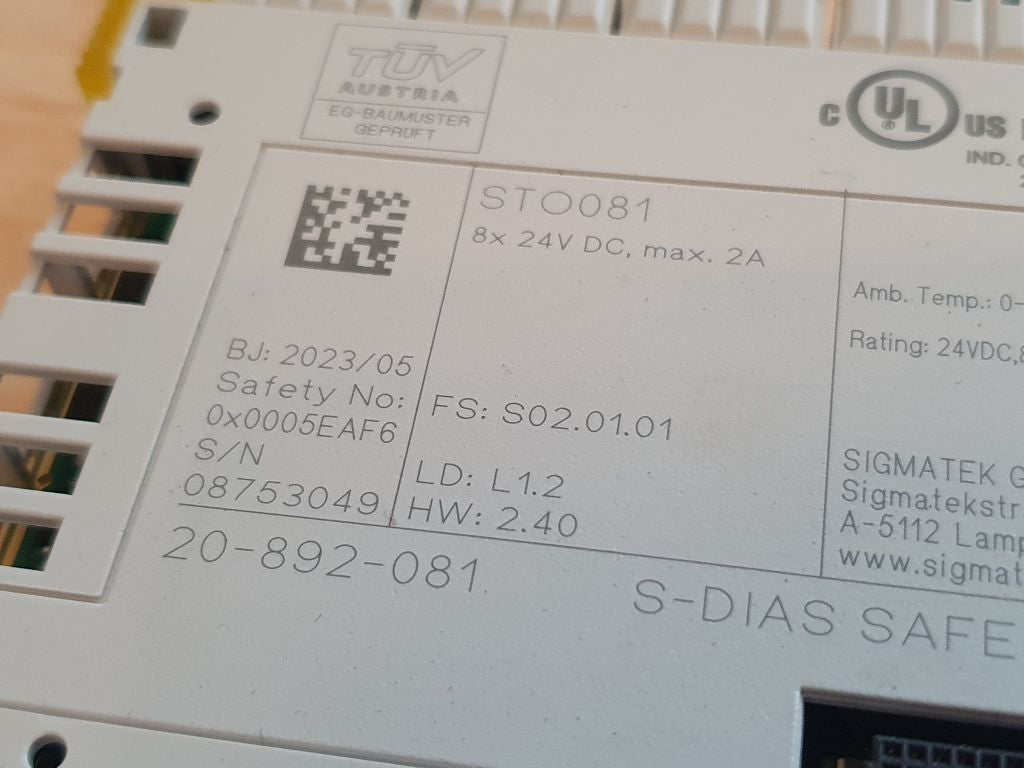 TÜV
AUSTRIA
EG-BAUMUSTER
GEPRÜFT
C UL US
IND.
STO081
8x 24V DC, max. 2A
Amb. Temp.: 0-
Rating: 24VDC,
BJ: 2023/05
Safety No:
0x0005EAF6
S/N
08753049
FS: S02.01.01
LD: L1.2
HW: 2.40
SIGMATEK G
Sigmatekstr
A-5112 Lamp
www.sigmat
20-892-081
S-DIAS SAFE